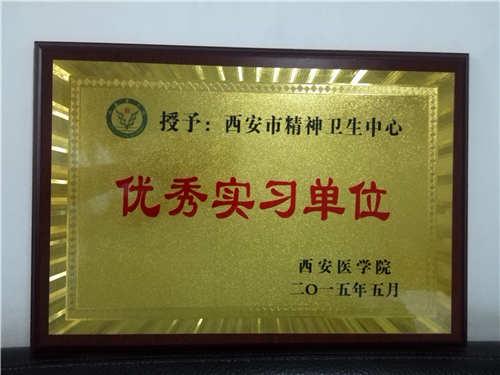 授予：西安市精神卫生中心
优秀实习单位
西安医学院
二〇一五年五月